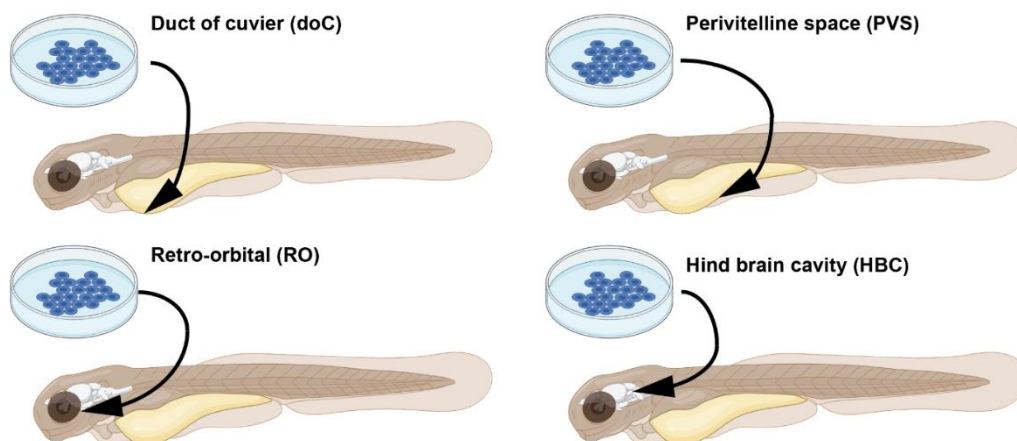 Duct of cuvier (doC)
Perivitelline space (PVS)
Retro-orbital (RO)
Hind brain cavity (HBC)